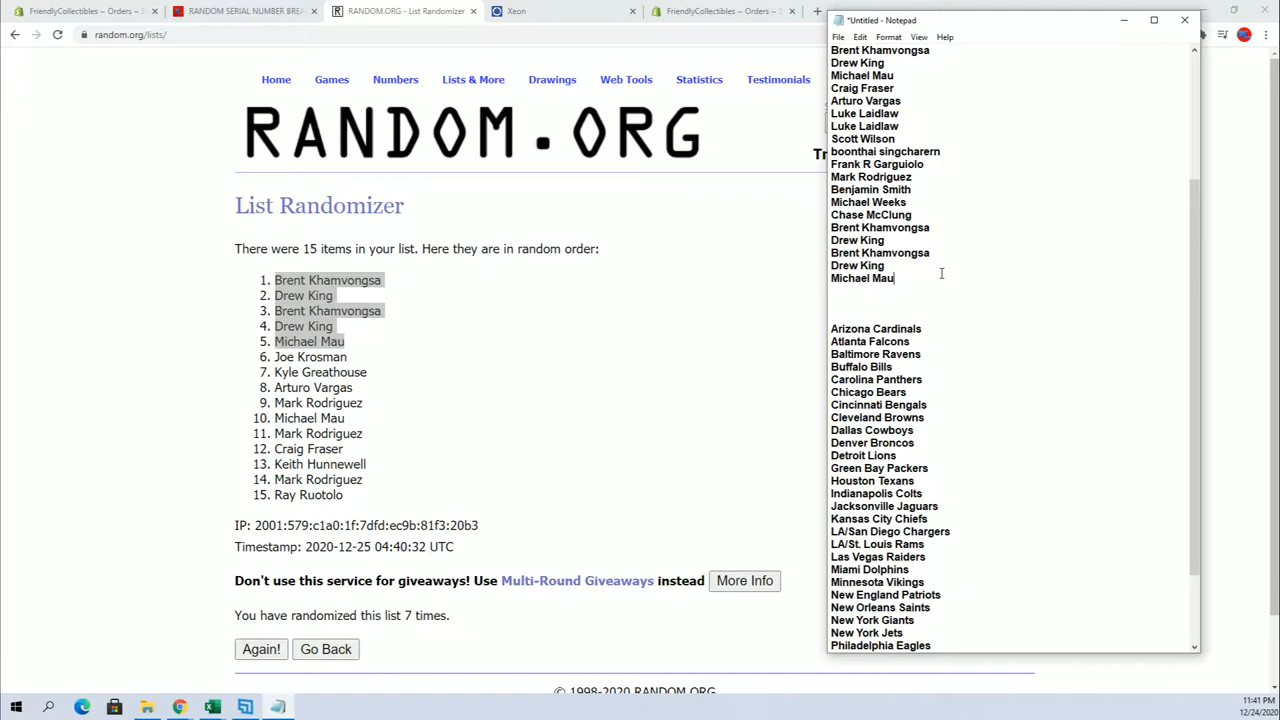 FriendlyCollectibles ~ Orders ~ S
RANDOM SERIAL NUMBER BREA
RANDOM.ORG - List Randomizer
Xeon
FriendlyCollectibles ~ Orders ~ S
random.org/lists/
Home Games Numbers Lists & More Drawings Web Tools Statistics Testimonials
RANDOM.ORG
List Randomizer
There were 15 items in your list. Here they are in random order:
1. Brent Khamvongsa
2. Drew King
3. Brent Khamvongsa
4. Drew King
5. Michael Mau
6. Joe Krosman
7. Kyle Greathouse
8. Arturo Vargas
9. Mark Rodriguez
10. Michael Mau
11. Mark Rodriguez
12. Craig Fraser
13. Keith Hunnewell
14. Mark Rodriguez
15. Ray Ruotolo
IP: 2001:579:c1a0:1f:7dfd:ec9b:81f3:20b3
Timestamp: 2020-12-25 04:40:32 UTC
Don't use this service for giveaways! Use Multi-Round Giveaways instead More Info
You have randomized this list 7 times.
Again! Go Back
© 1998-2020 RANDOM.ORG
*Untitled - Notepad
File Edit Format View Help
Brent Khamvongsa
Drew King
Michael Mau
Craig Fraser
Arturo Vargas
Luke Laidlaw
Luke Laidlaw
Scott Wilson
boonthai singcharern
Frank R Garguiolo
Mark Rodriguez
Benjamin Smith
Michael Weeks
Chase McClung
Brent Khamvongsa
Drew King
Brent Khamvongsa
Drew King
Michael Mau
Arizona Cardinals
Atlanta Falcons
Baltimore Ravens
Buffalo Bills
Carolina Panthers
Chicago Bears
Cincinnati Bengals
Cleveland Browns
Dallas Cowboys
Denver Broncos
Detroit Lions
Green Bay Packers
Houston Texans
Indianapolis Colts
Jacksonville Jaguars
Kansas City Chiefs
LA/San Diego Chargers
LA/St. Louis Rams
Las Vegas Raiders
Miami Dolphins
Minnesota Vikings
New England Patriots
New Orleans Saints
New York Giants
New York Jets
Philadelphia Eagles
11:41 PM
12/24/2020